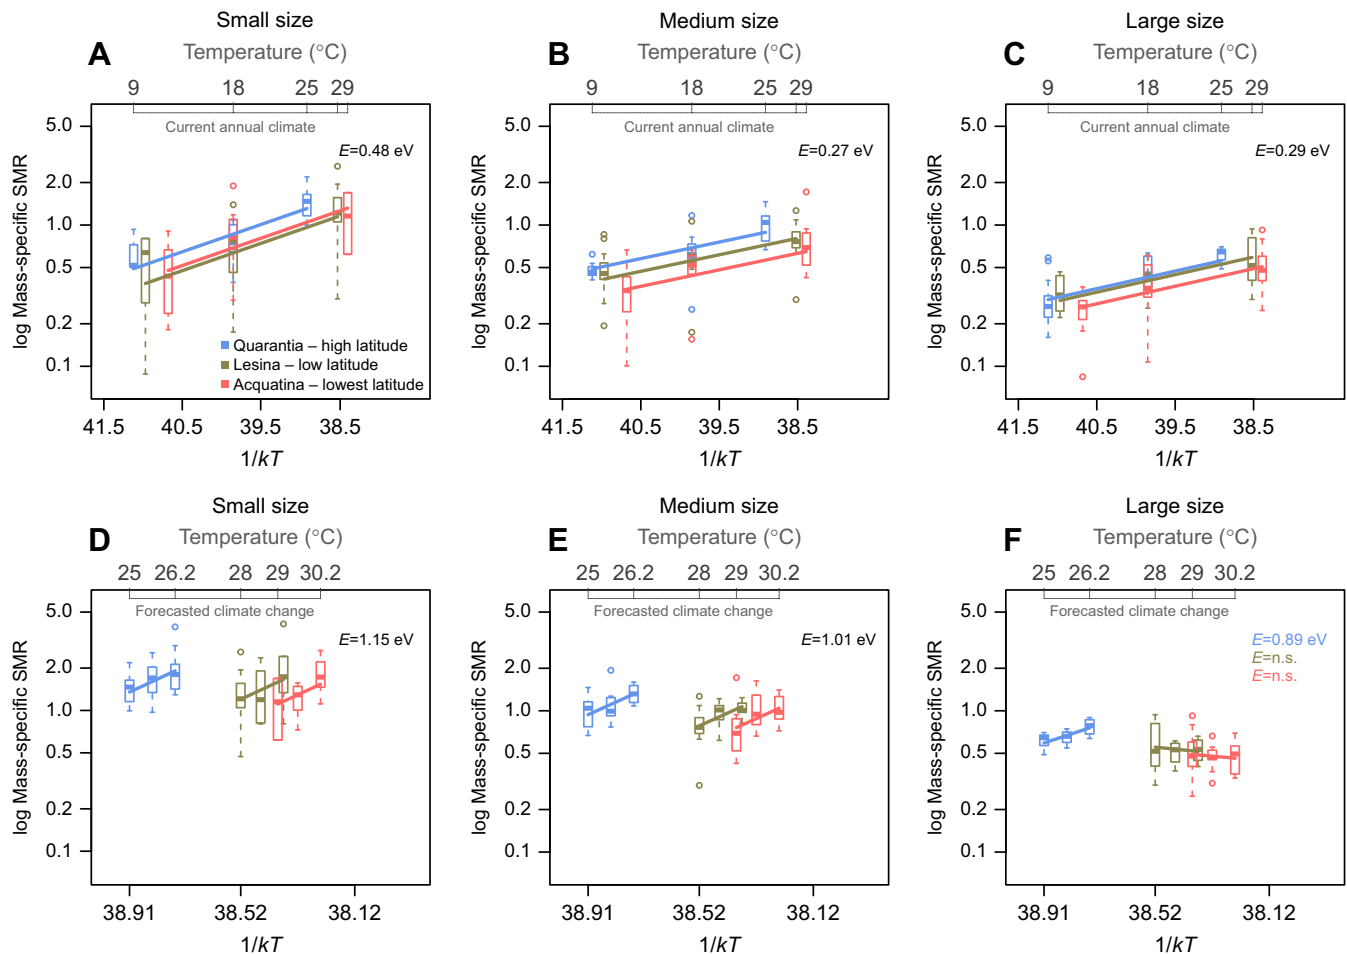 Small size
Medium size
Large size
A
Temperature (°C)
B
Temperature (°C)
C
Temperature (°C)
9 18 25 29
9 18 25 29
9 18 25 29
Current annual climate
Current annual climate
Current annual climate
E=0.48 eV
E=0.27 eV
E=0.29 eV
log Mass-specific SMR
5.0
2.0
1.0
0.5
0.2
0.1
log Mass-specific SMR
5.0
2.0
1.0
0.5
0.2
0.1
log Mass-specific SMR
5.0
2.0
1.0
0.5
0.2
0.1
Quarantia – high latitude
Lesina – low latitude
Acquatina – lowest latitude
41.5 40.5 39.5 38.5
41.5 40.5 39.5 38.5
41.5 40.5 39.5 38.5
1/kT
1/kT
1/kT
Small size
Medium size
Large size
D
Temperature (°C)
E
Temperature (°C)
F
Temperature (°C)
25 26.2 28 29 30.2
25 26.2 28 29 30.2
25 26.2 28 29 30.2
Forecasted climate change
Forecasted climate change
Forecasted climate change
E=1.15 eV
E=1.01 eV
E=0.89 eV
E=n.s.
E=n.s.
log Mass-specific SMR
5.0
2.0
1.0
0.5
0.2
0.1
log Mass-specific SMR
5.0
2.0
1.0
0.5
0.2
0.1
log Mass-specific SMR
5.0
2.0
1.0
0.5
0.2
0.1
38.91 38.52 38.12
38.91 38.52 38.12
38.91 38.52 38.12
1/kT
1/kT
1/kT